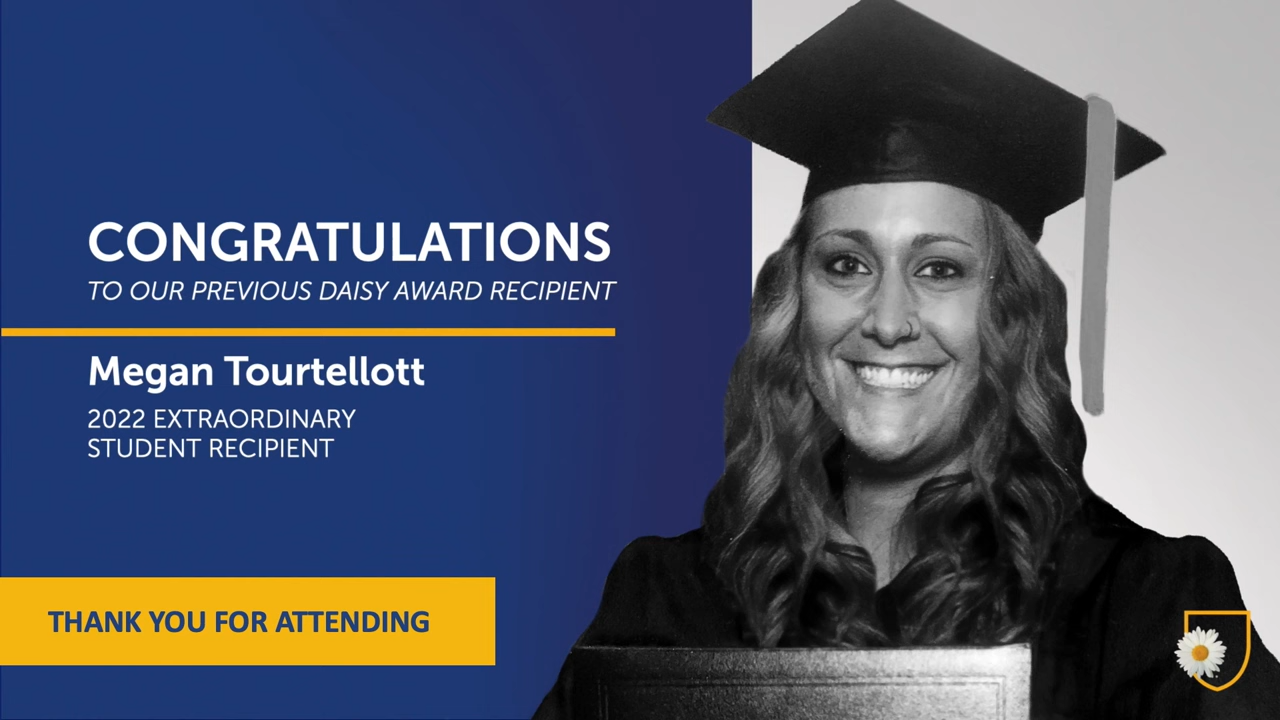 CONGRATULATIONS
TO OUR PREVIOUS DAISY AWARD RECIPIENT
Megan Tourtellott
2022 EXTRAORDINARY
STUDENT RECIPIENT
THANK YOU FOR ATTENDING